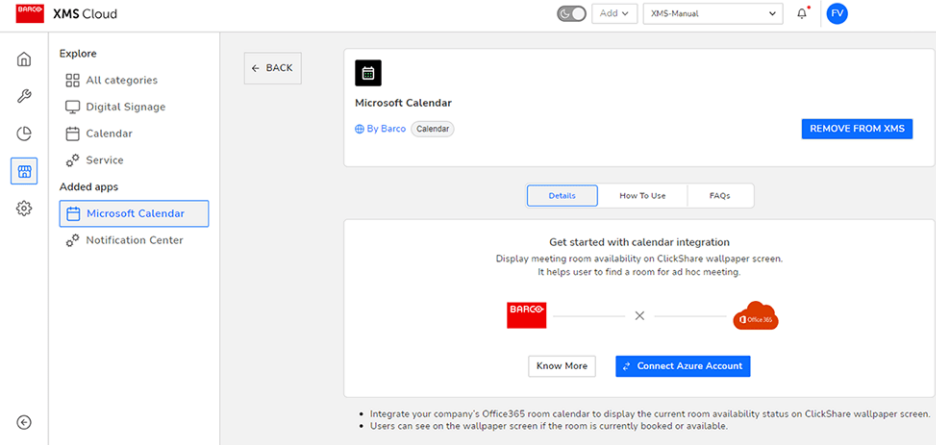 BARCO XMS Cloud
Add
XMS-Manual
FV
Explore
All categories
Digital Signage
Calendar
Service
Added apps
Microsoft Calendar
Notification Center
← BACK
Microsoft Calendar
By Barco Calendar
REMOVE FROM XMS
Details How To Use FAQs
Get started with calendar integration
Display meeting room availability on ClickShare wallpaper screen.
It helps user to find a room for ad hoc meeting.
BARCO
Office 365
Know More Connect Azure Account
• Integrate your company's Office365 room calendar to display the current room availability status on ClickShare wallpaper screen.
• Users can see on the wallpaper screen if the room is currently booked or available.